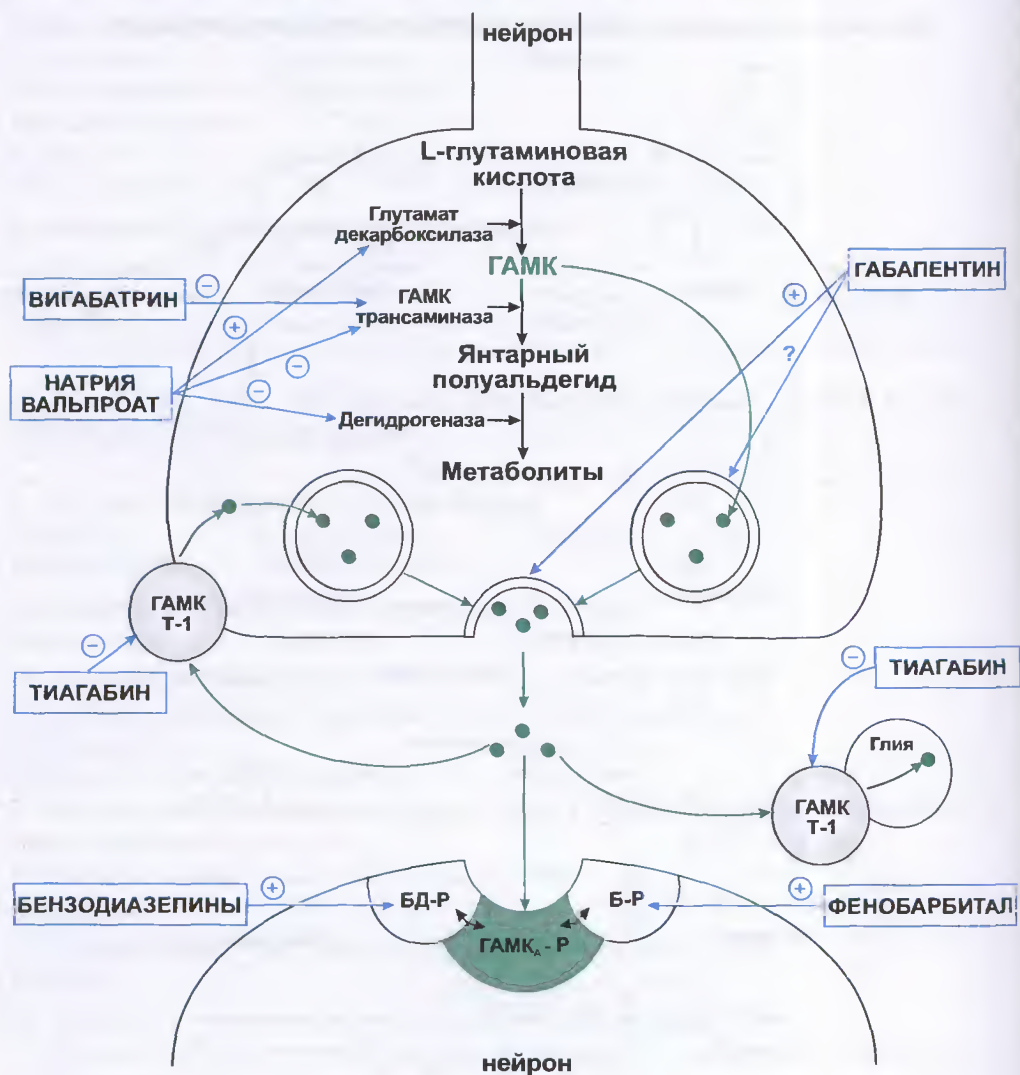 нейрон
L-глутаминовая
кислота
Глутамат
декарбоксилаза
ГАМК
ГАБАПЕНТИН
ВИГАБАТРИН
−
ГАМК
трансаминаза
+
+
?
Янтарный
полуальдегид
−
НАТРИЯ
ВАЛЬПРОАТ
−
Дегидрогеназа
Метаболиты
ГАМК
Т-1
−
ТИАГАБИН
−
ТИАГАБИН
Глия
ГАМК
Т-1
БЕНЗОДИАЗЕПИНЫ
+
БД-Р
ГАМКА - Р
Б-Р
+
ФЕНОБАРБИТАЛ
нейрон